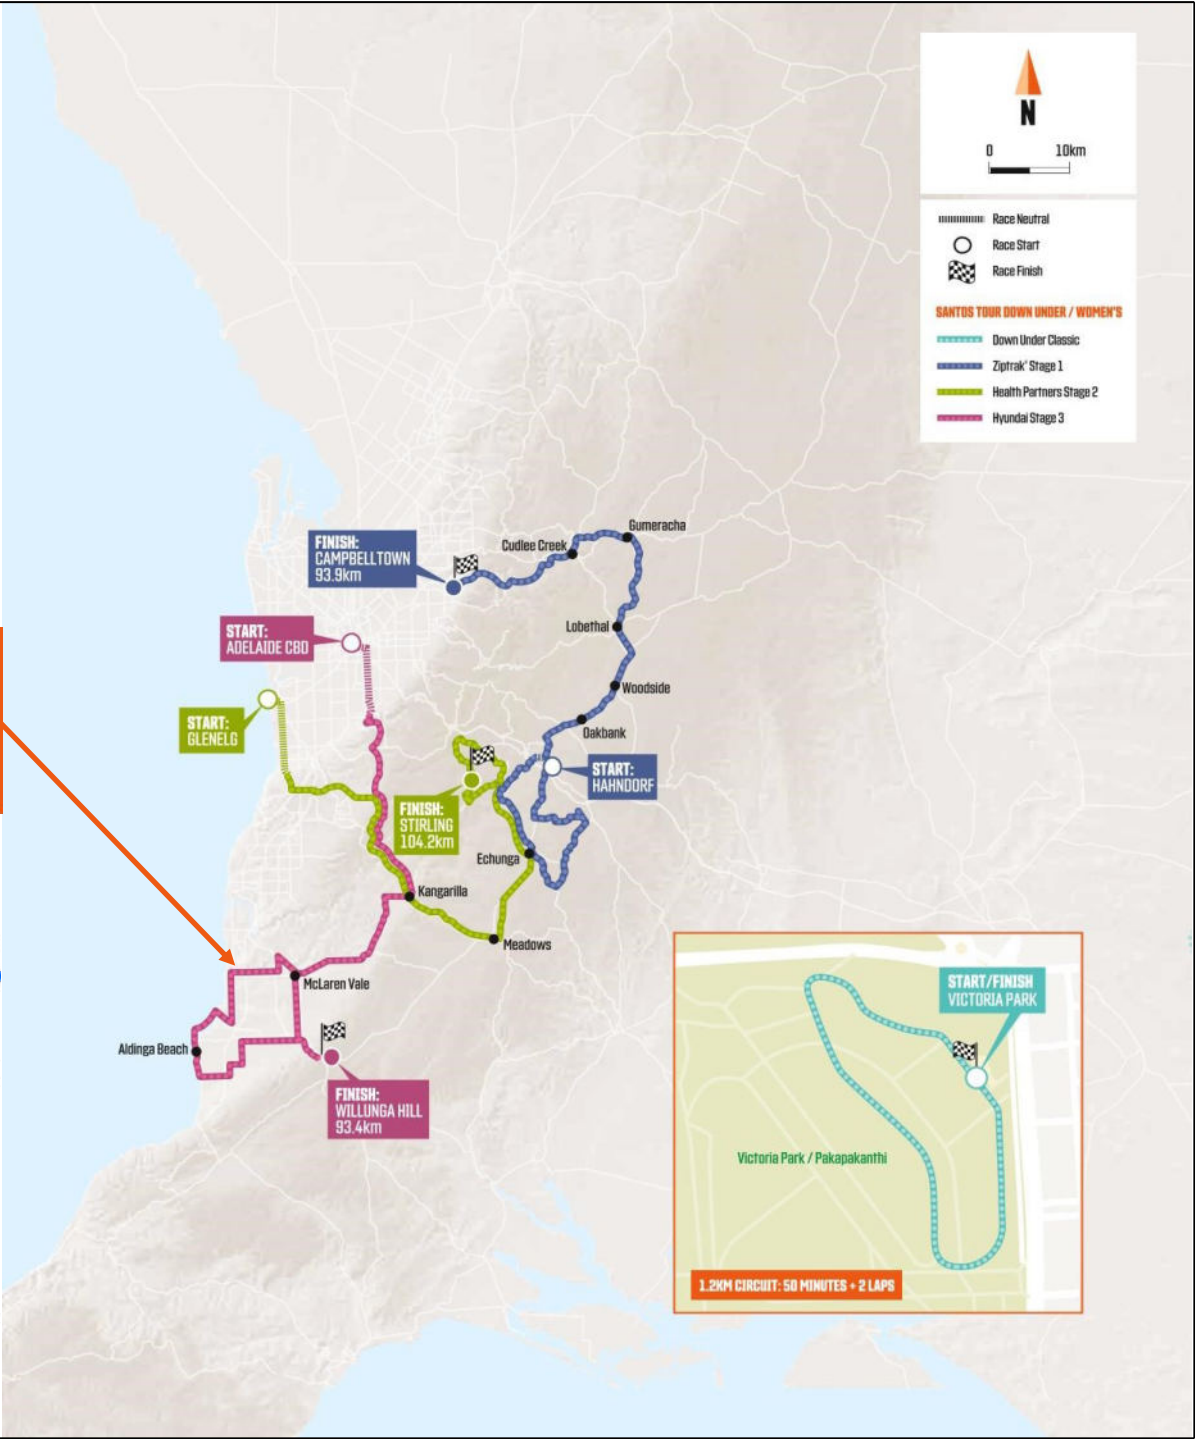 N
0 10km
Race Neutral
Race Start
Race Finish
SANTOS TOUR DOWN UNDER / WOMEN'S
Down Under Classic
Ziptrak® Stage 1
Health Partners Stage 2
Hyundai Stage 3
Gumeracha
Cudlee Creek
FINISH:
CAMPBELLTOWN
93.9km
Lobethal
START:
ADELAIDE CBD
Woodside
START:
GLENELG
Oakbank
START:
HAHNDORF
FINISH:
STIRLING
104.2km
Echunga
Kangarilla
Meadows
McLaren Vale
Aldinga Beach
FINISH:
WILLUNGA HILL
93.4km
START/FINISH
VICTORIA PARK
Victoria Park / Pakapakanthi
1.2KM CIRCUIT: 50 MINUTES + 2 LAPS